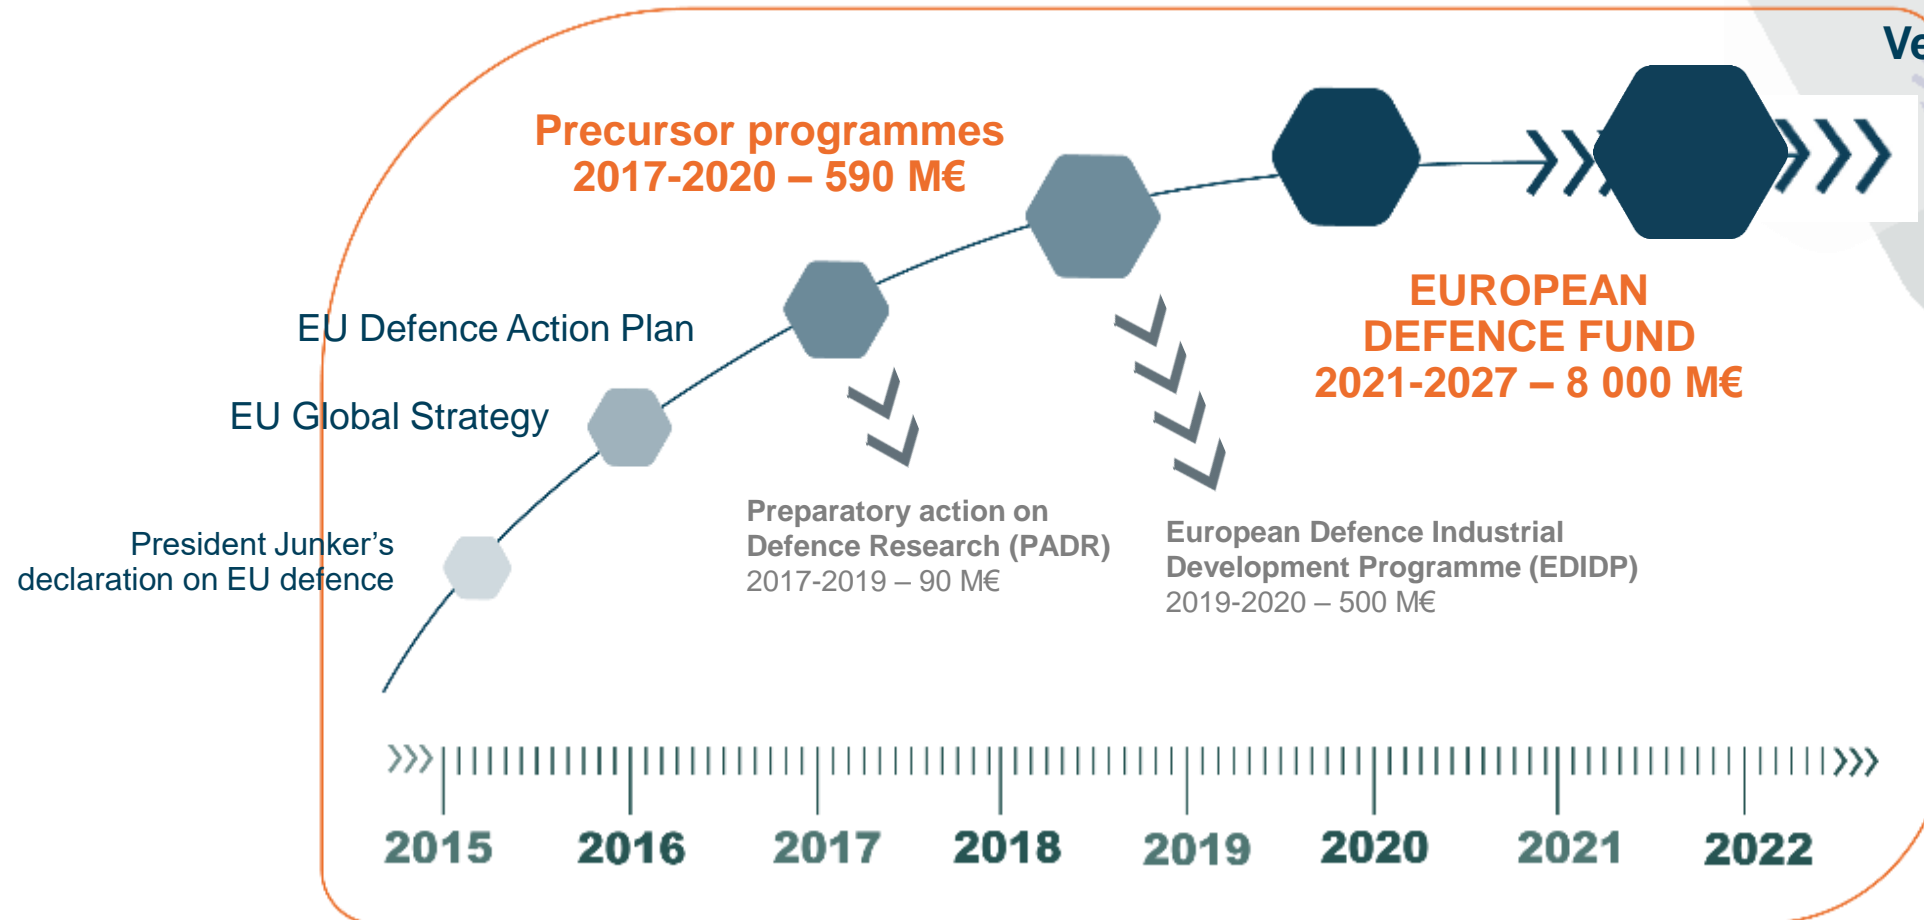 Ve
Precursor programmes
2017-2020 – 590 M€
EUROPEAN
DEFENCE FUND
2021-2027 – 8 000 M€
EU Defence Action Plan
EU Global Strategy
President Junker’s
declaration on EU defence
Preparatory action on
Defence Research (PADR)
2017-2019 – 90 M€
European Defence Industrial
Development Programme (EDIDP)
2019-2020 – 500 M€
2015 2016 2017 2018 2019 2020 2021 2022